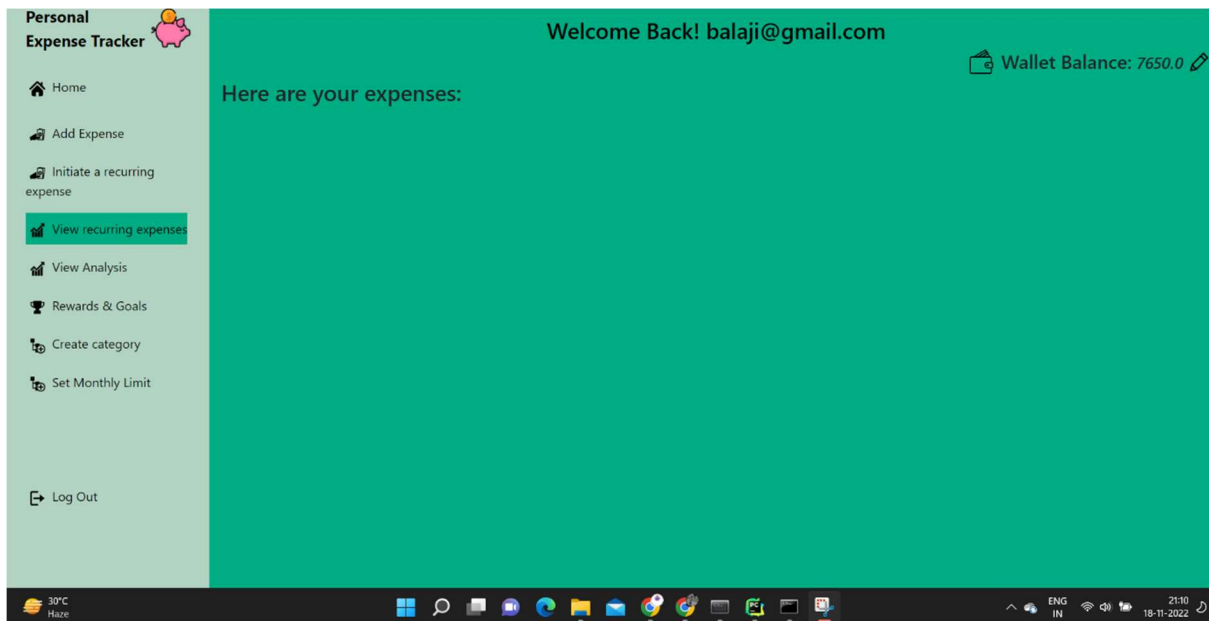 Personal
Expense Tracker
Home
Add Expense
Initiate a recurring
expense
View recurring expenses
View Analysis
Rewards & Goals
Create category
Set Monthly Limit
Log Out
Welcome Back! balaji@gmail.com
Wallet Balance: 7650.0
Here are your expenses:
30°C
Haze
ENG
IN
21:10
18-11-2022